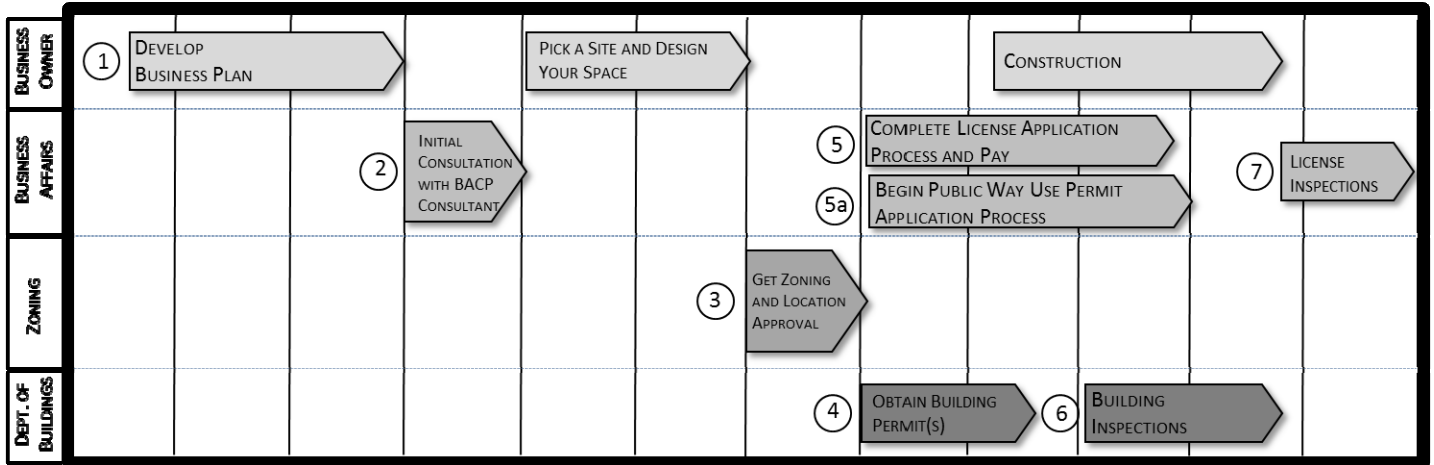 BUSINESS
OWNER
1
DEVELOP
BUSINESS PLAN
PICK A SITE AND DESIGN
YOUR SPACE
CONSTRUCTION
BUSINESS
AFFAIRS
2
INITIAL
CONSULTATION
WITH BACP
CONSULTANT
5
COMPLETE LICENSE APPLICATION
PROCESS AND PAY
5a
BEGIN PUBLIC WAY USE PERMIT
APPLICATION PROCESS
7
LICENSE
INSPECTIONS
ZONING
3
GET ZONING
AND LOCATION
APPROVAL
DEPT. OF
BUILDINGS
4
OBTAIN BUILDING
PERMIT(S)
6
BUILDING
INSPECTIONS